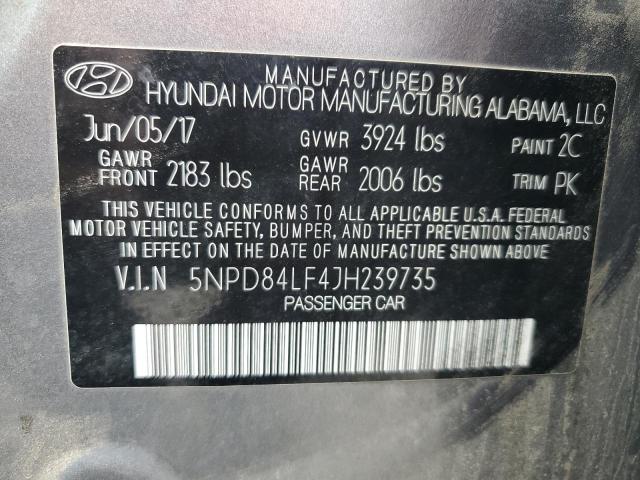 MANUFACTURED BY
HYUNDAI MOTOR MANUFACTURING ALABAMA, LLC
Jun/05/17 GVWR 3924 lbs PAINT 2C
GAWR FRONT 2183 lbs GAWR REAR 2006 lbs TRIM PK
THIS VEHICLE CONFORMS TO ALL APPLICABLE U.S.A. FEDERAL
MOTOR VEHICLE SAFETY, BUMPER, AND THEFT PREVENTION STANDARDS
IN EFFECT ON THE DATE OF MANUFACTURE SHOWN ABOVE.
V.I.N 5NPD84LF4JH239735
PASSENGER CAR